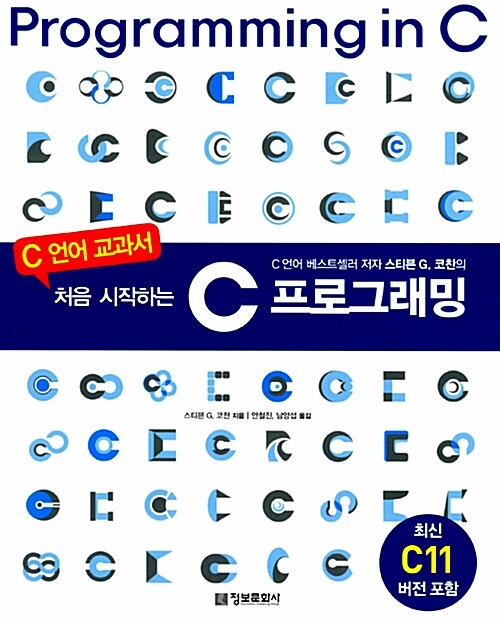 Programming in C
C 언어 교과서
C 언어 베스트셀러 저자 스티븐 G. 코찬의
처음 시작하는 C 프로그래밍
스티븐 G. 코찬 지음 | 안철진, 남양섭 옮김
최신
C11
버전 포함
정보문화사